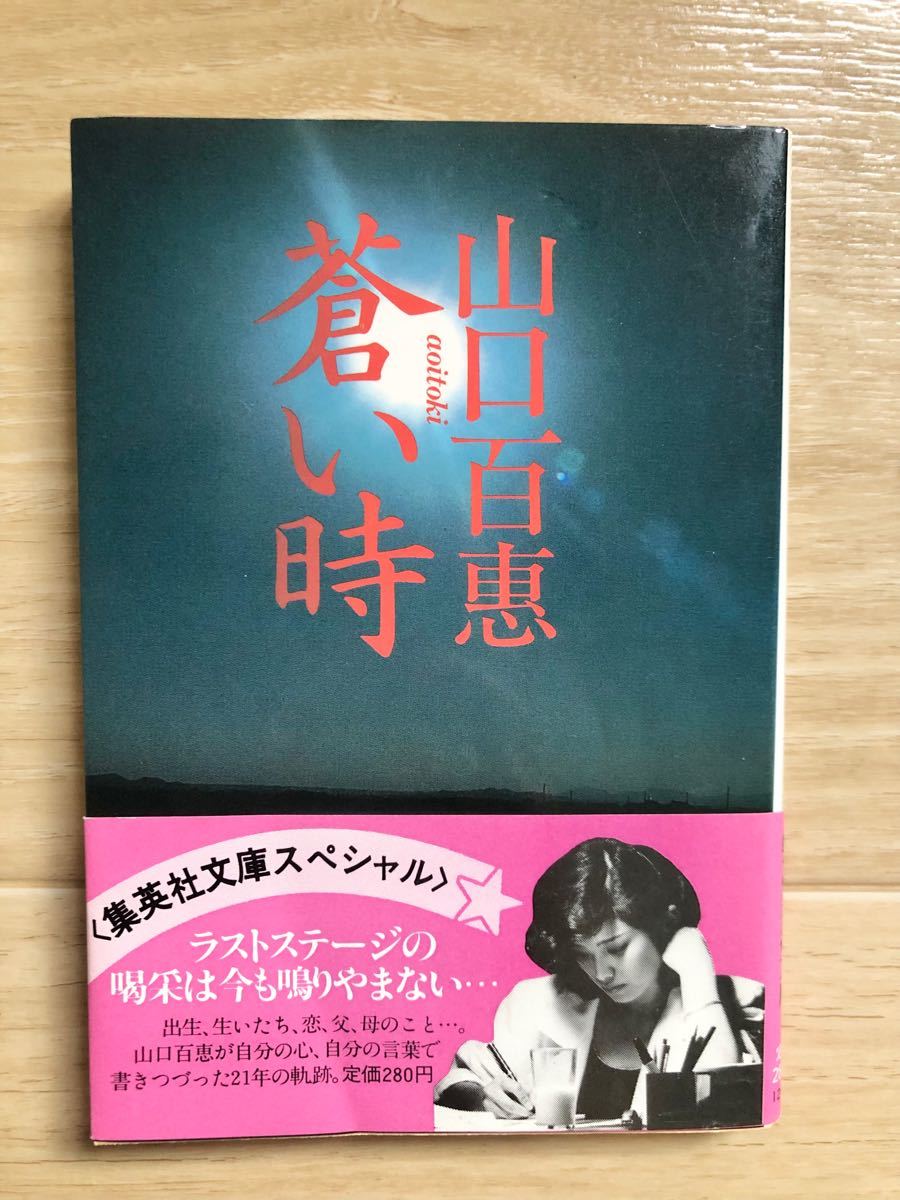 山口百惠
蒼い時
aoitoki
〈集英社文庫スペシャル〉
ラストステージの
喝采は今も鳴りやまない…
出生、生いたち、恋、父、母のこと…。
山口百恵が自分の心、自分の言葉で
書きつづった21年の軌跡。定価280円